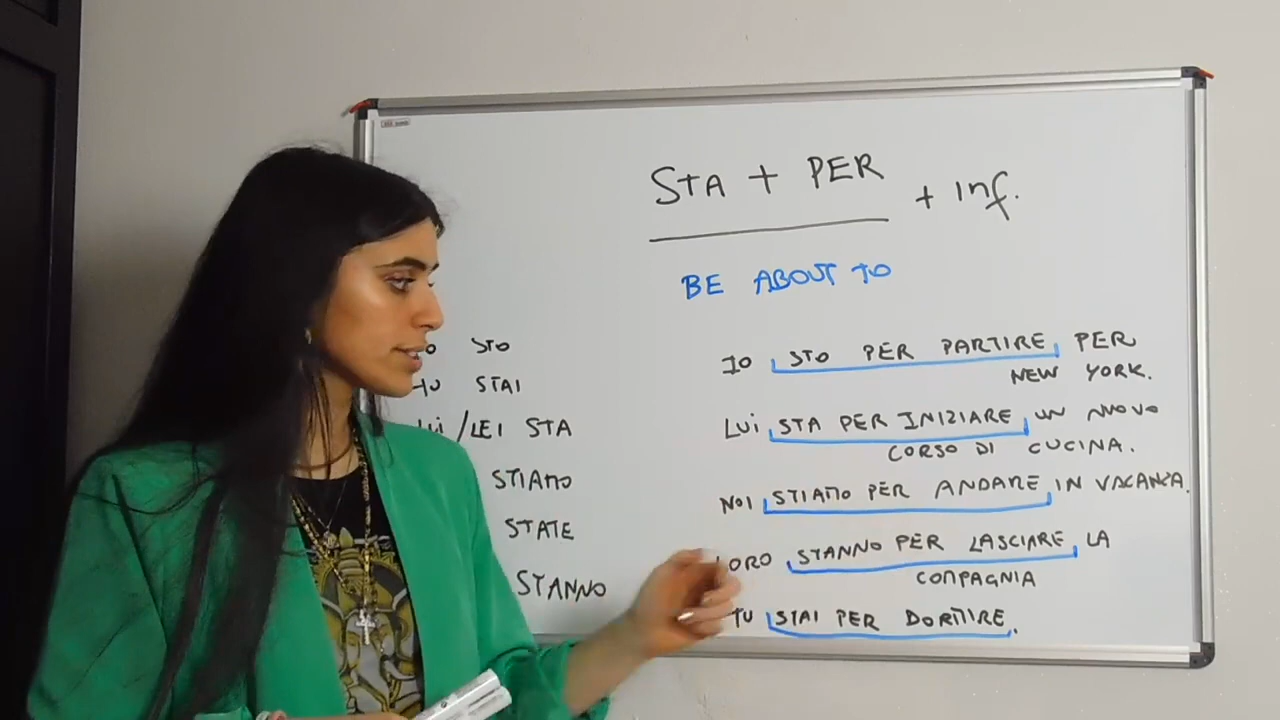 STA + PER + Inf.
BE ABOUT TO
STO
TU STAI
LUI/LEI STA
STIAMO
STATE
STANNO
IO STO PER PARTIRE PER
NEW YORK.
LUI STA PER INIZIARE UN NUOVO
CORSO DI CUCINA.
NOI STIAMO PER ANDARE IN VACANZA.
LORO STANNO PER LASCIARE LA
COMPAGNIA
TU STAI PER DORMIRE.